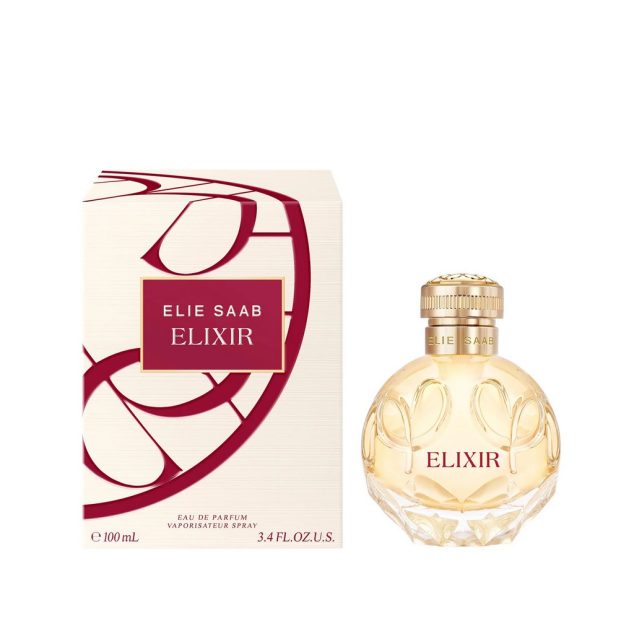 ELIE SAAB
ELIXIR
EAU DE PARFUM
VAPORISATEUR SPRAY
℮ 100 mL
3.4 FL.OZ.U.S.
ELIE SAAB
ELIXIR